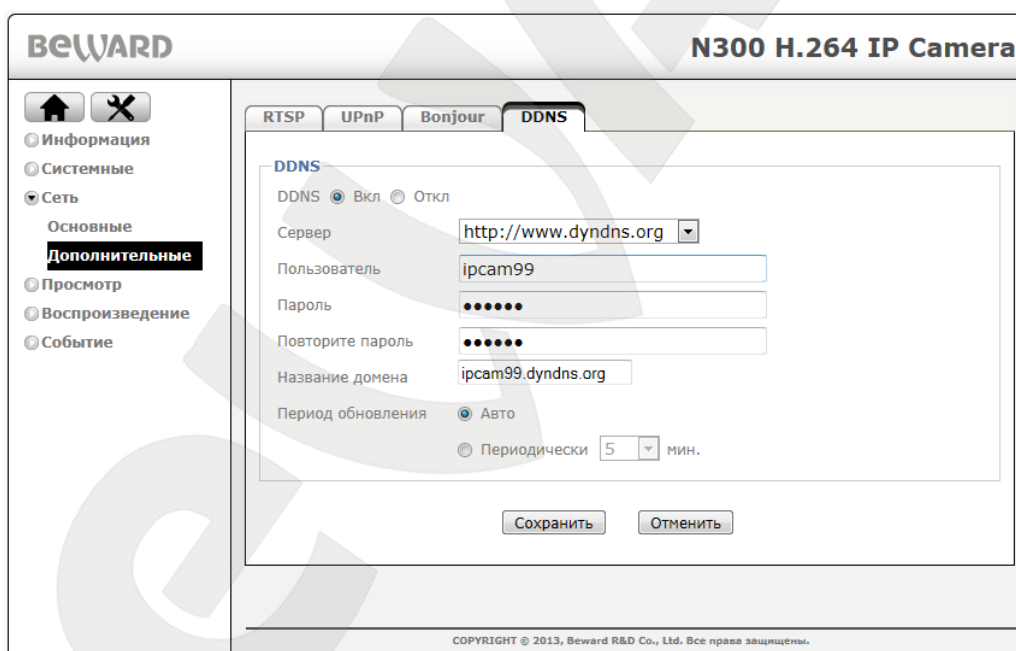 BEWARD
N300 H.264 IP Camera
Информация
Системные
Сеть
Основные
Дополнительные
Просмотр
Воспроизведение
Событие
RTSP UPnP Bonjour DDNS
DDNS
DDNS Вкл Откл
Сервер http://www.dyndns.org
Пользователь ipcam99
Пароль ●●●●●●
Повторите пароль ●●●●●●
Название домена ipcam99.dyndns.org
Период обновления Авто
Периодически 5 мин.
Сохранить Отменить
COPYRIGHT © 2013, Beward R&D Co., Ltd. Все права защищены.